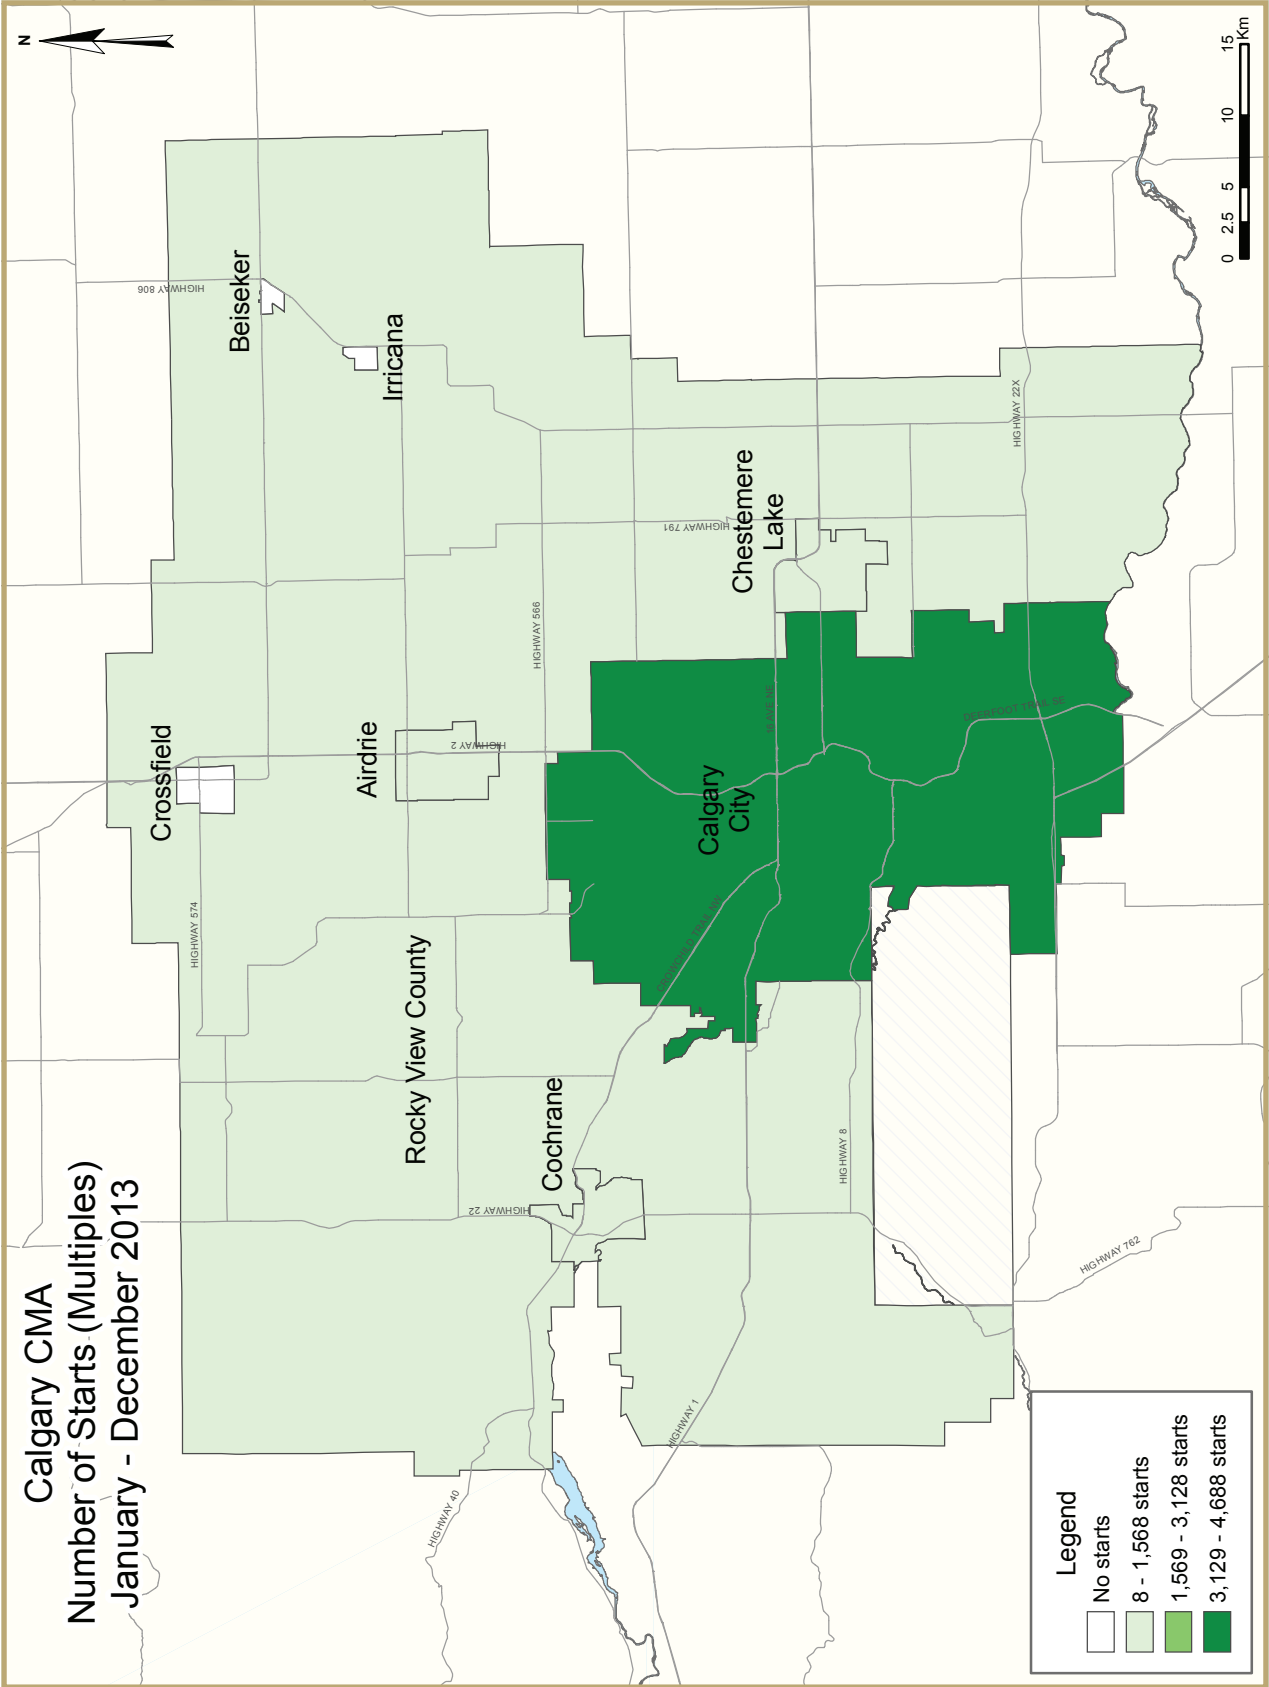 Calgary CMA
Number of Starts (Multiples)
January - December 2013
N
HIGHWAY 806
Beiseker
Irricana
Crossfield
HIGHWAY 574
Airdrie
HIGHWAY 2
HIGHWAY 566
Rocky View County
Cochrane
HIGHWAY 22
HIGHWAY 40
HIGHWAY 1
HIGHWAY 8
HIGHWAY 762
Calgary
City
16 AVE NE
DEERFOOT TRAIL SE
Chestemere
Lake
HIGHWAY 791
HIGHWAY 22X
Legend
No starts
8 - 1,568 starts
1,569 - 3,128 starts
3,129 - 4,688 starts
0 2.5 5 10 15
Km